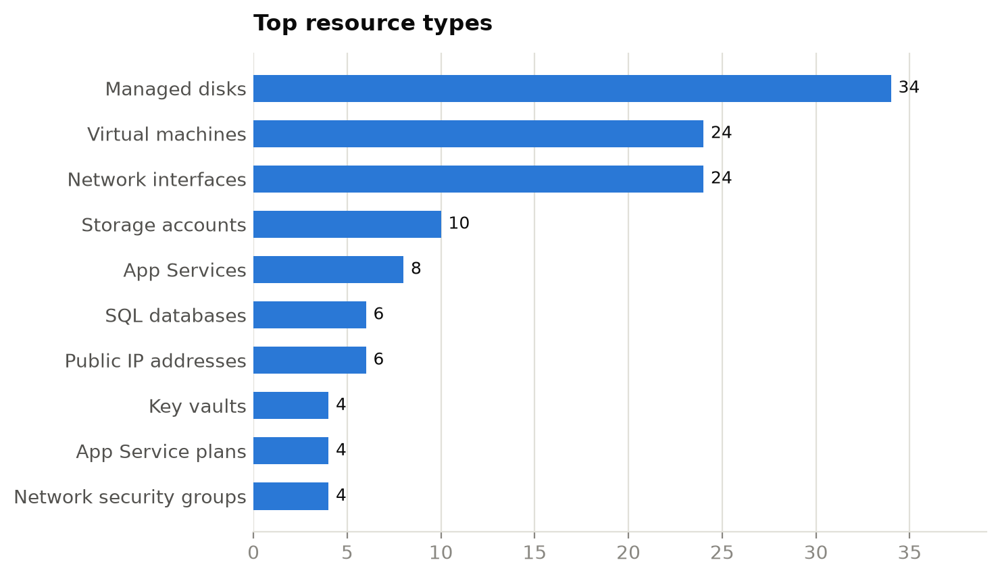 Top resource types
Managed disks 34
Virtual machines 24
Network interfaces 24
Storage accounts 10
App Services 8
SQL databases 6
Public IP addresses 6
Key vaults 4
App Service plans 4
Network security groups 4
0 5 10 15 20 25 30 35